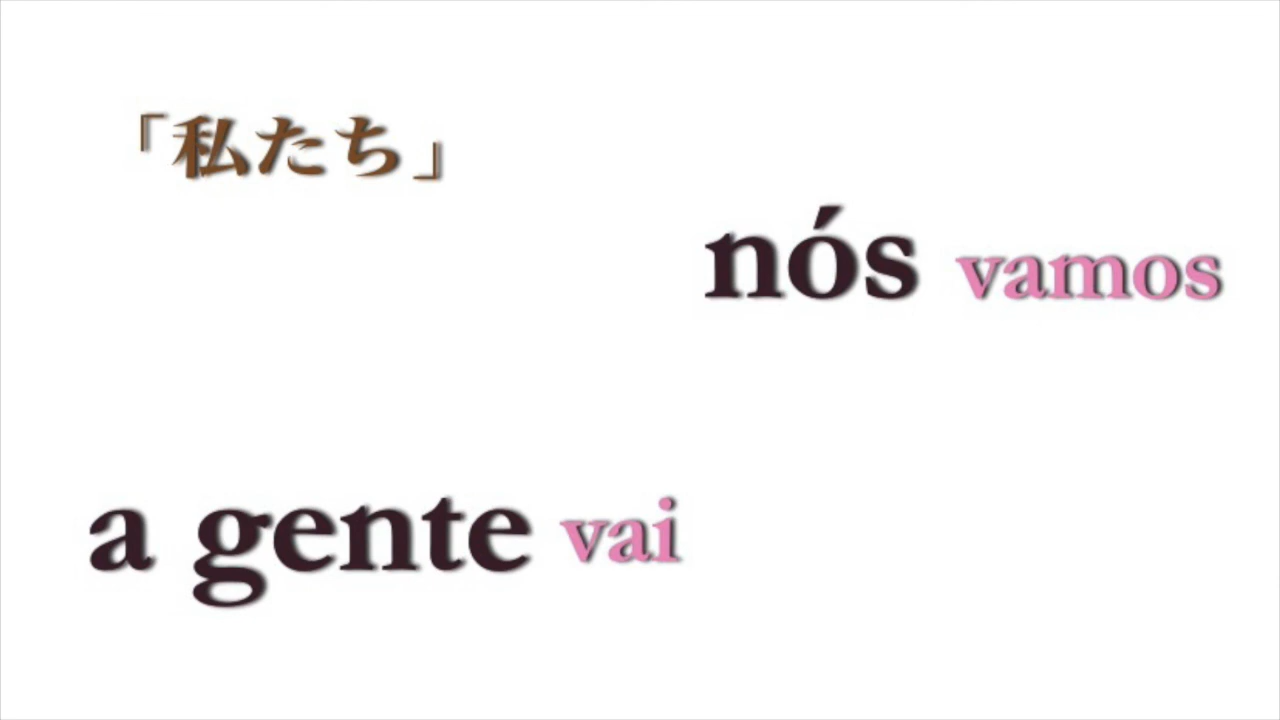 「私たち」
nós vamos
a gente vai